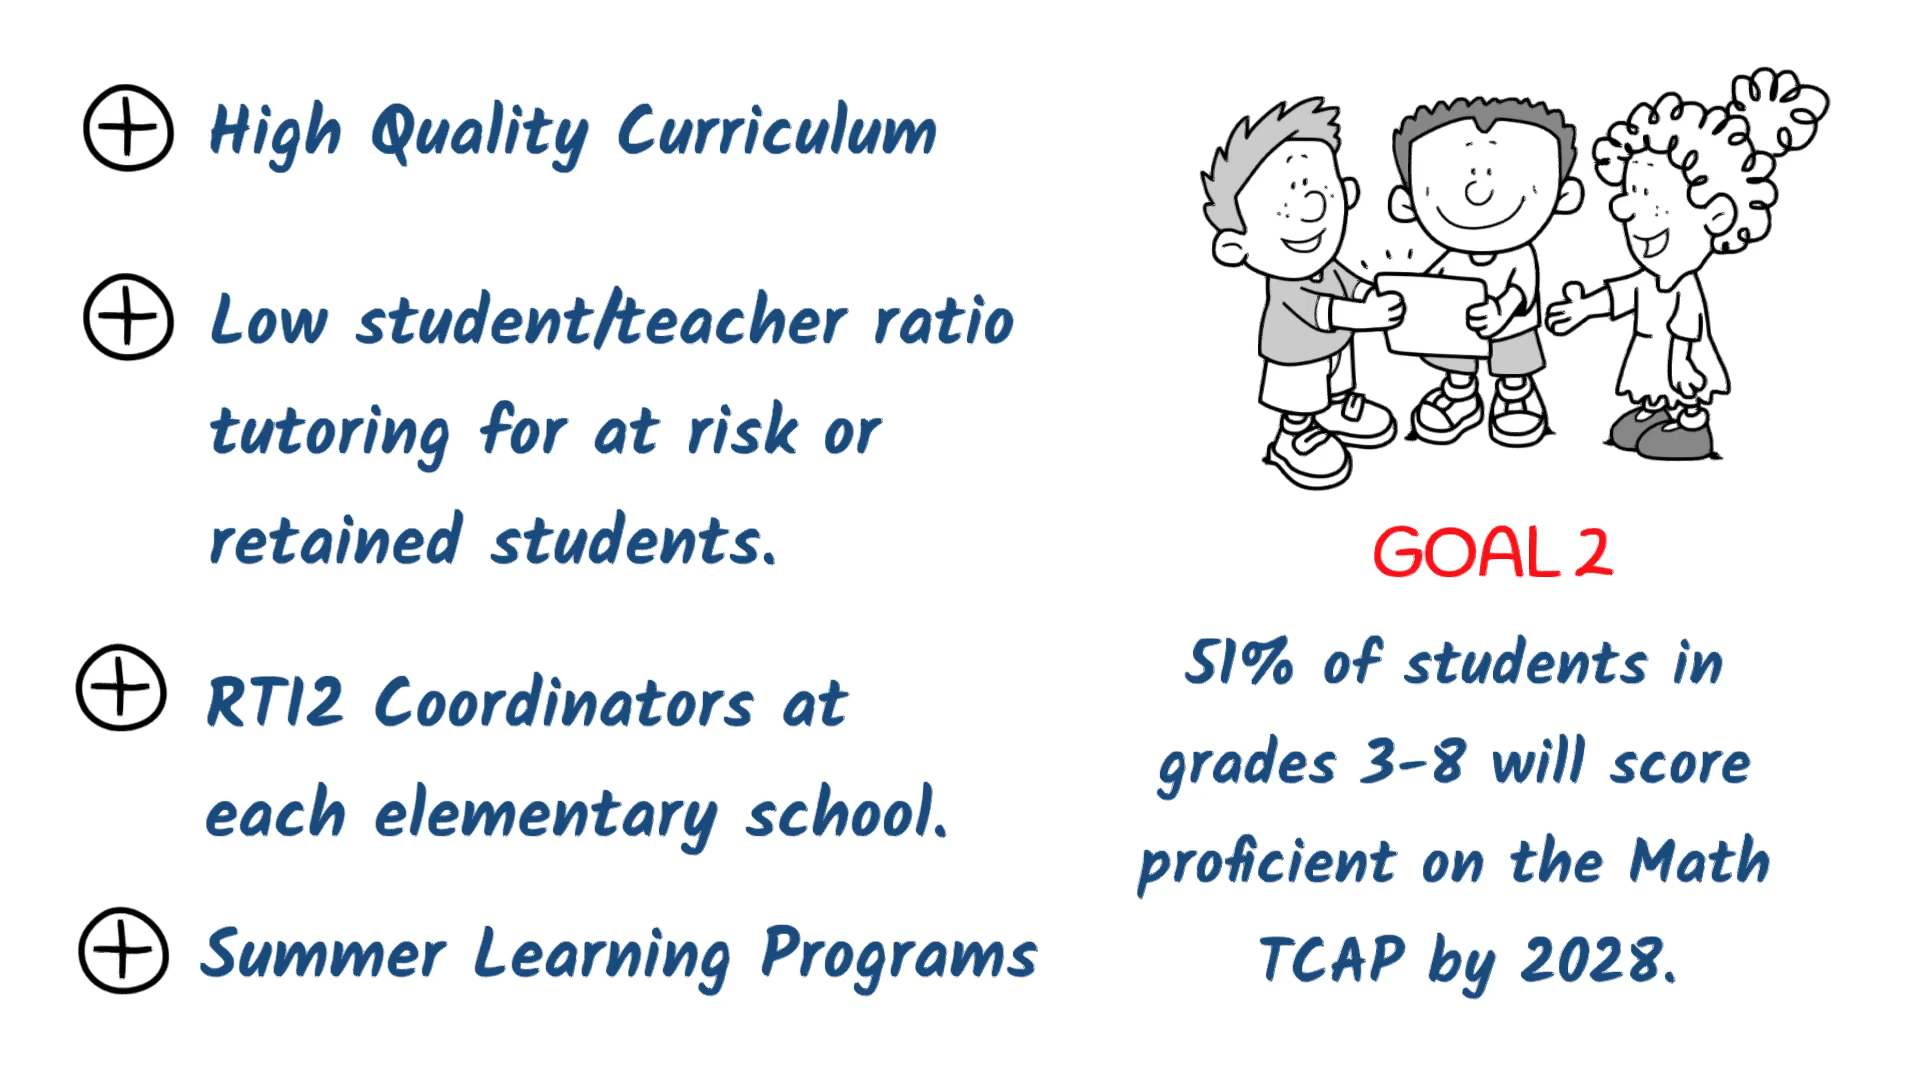 High Quality Curriculum
Low student/teacher ratio
tutoring for at risk or
retained students.
RTI2 Coordinators at
each elementary school.
Summer Learning Programs
GOAL 2
51% of students in
grades 3-8 will score
proficient on the Math
TCAP by 2028.